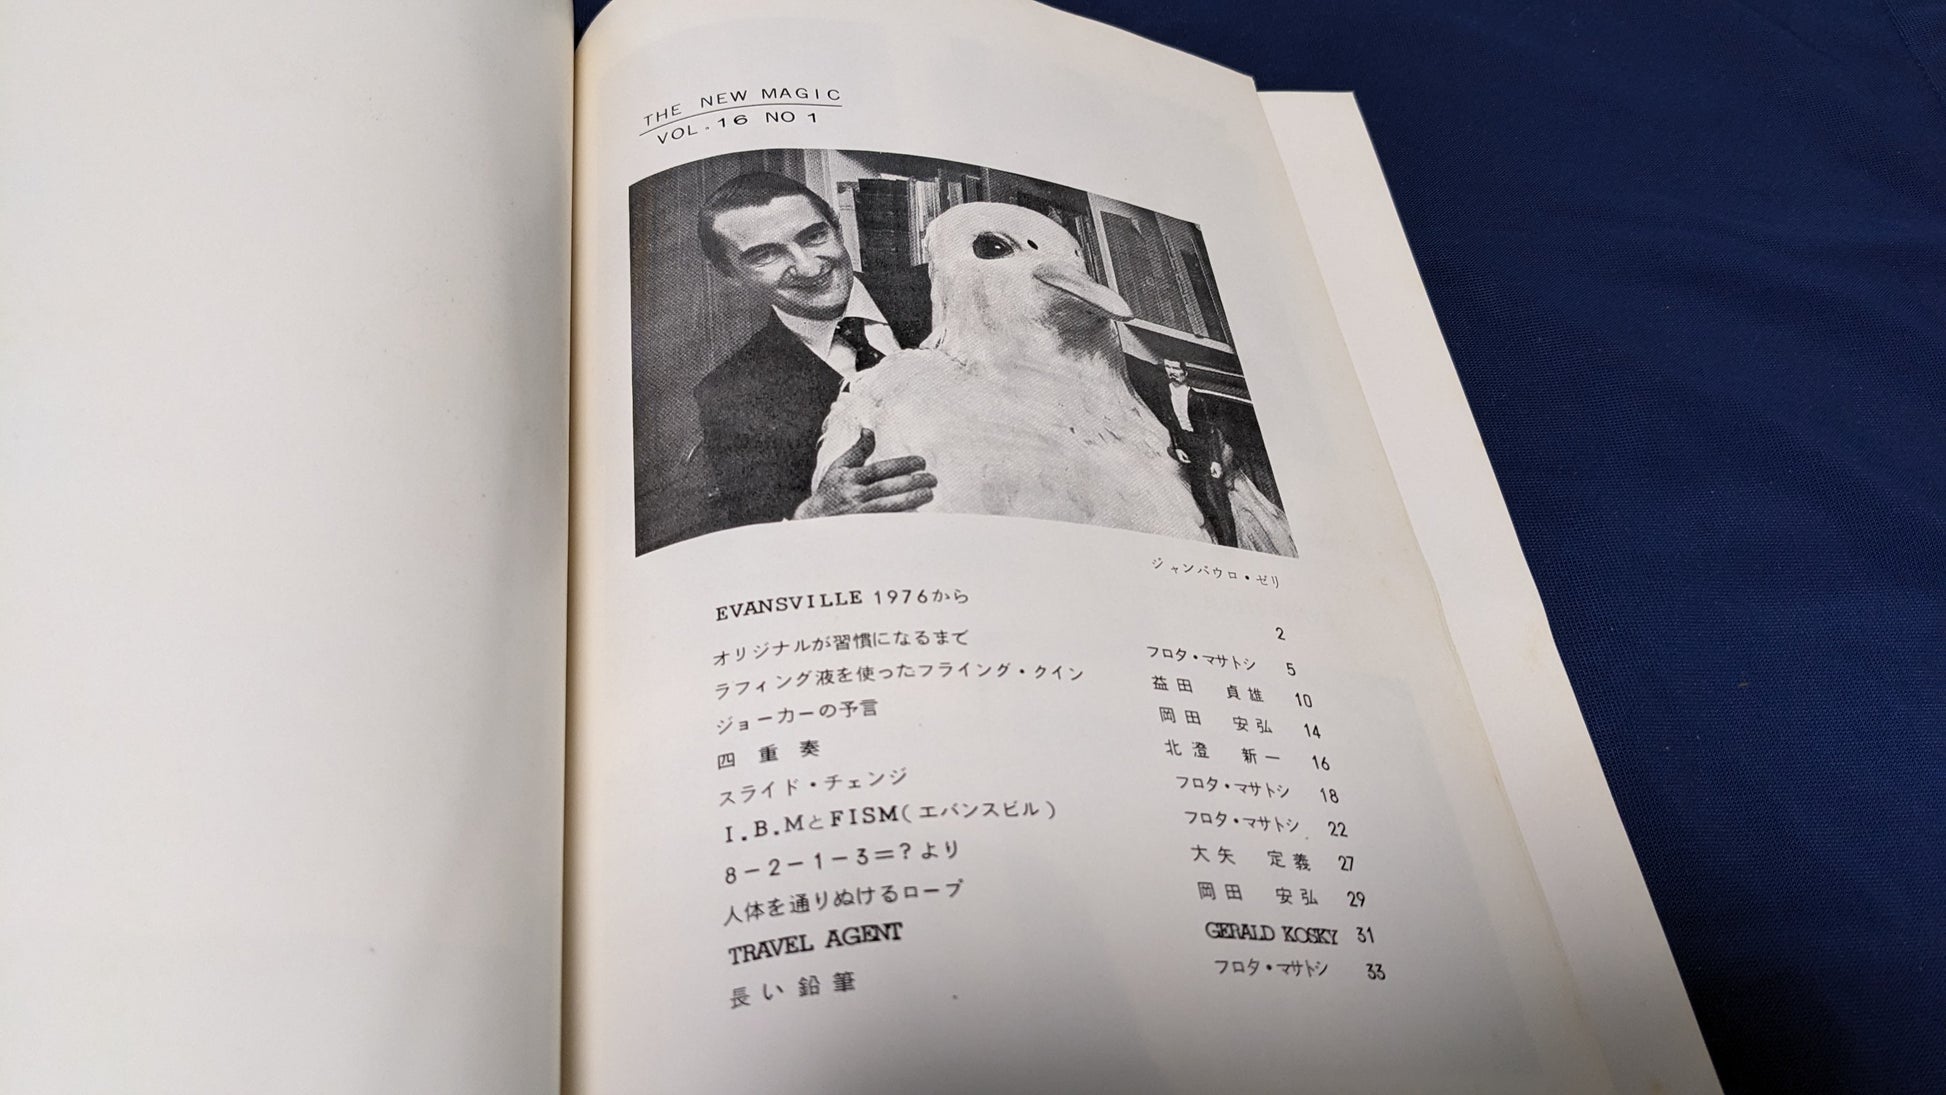 THE NEW MAGIC
VOL.16 NO 1
ジャンパウロ・ゼリ
EVANSVILLE 1976から 2
オリジナルが習慣になるまで フロタ・マサトシ 5
ラフィング液を使ったフライング・クイン 益田 貞雄 10
ジョーカーの予言 岡田 安弘 14
四重奏 北澄 新一 16
スライド・チェンジ フロタ・マサトシ 18
I.B.MとFISM(エバンスビル) フロタ・マサトシ 22
8-2-1-3=?より 大矢 定義 27
人体を通りぬけるロープ 岡田 安弘 29
TRAVEL AGENT GERALD KOSKY 31
長い鉛筆 フロタ・マサトシ 33